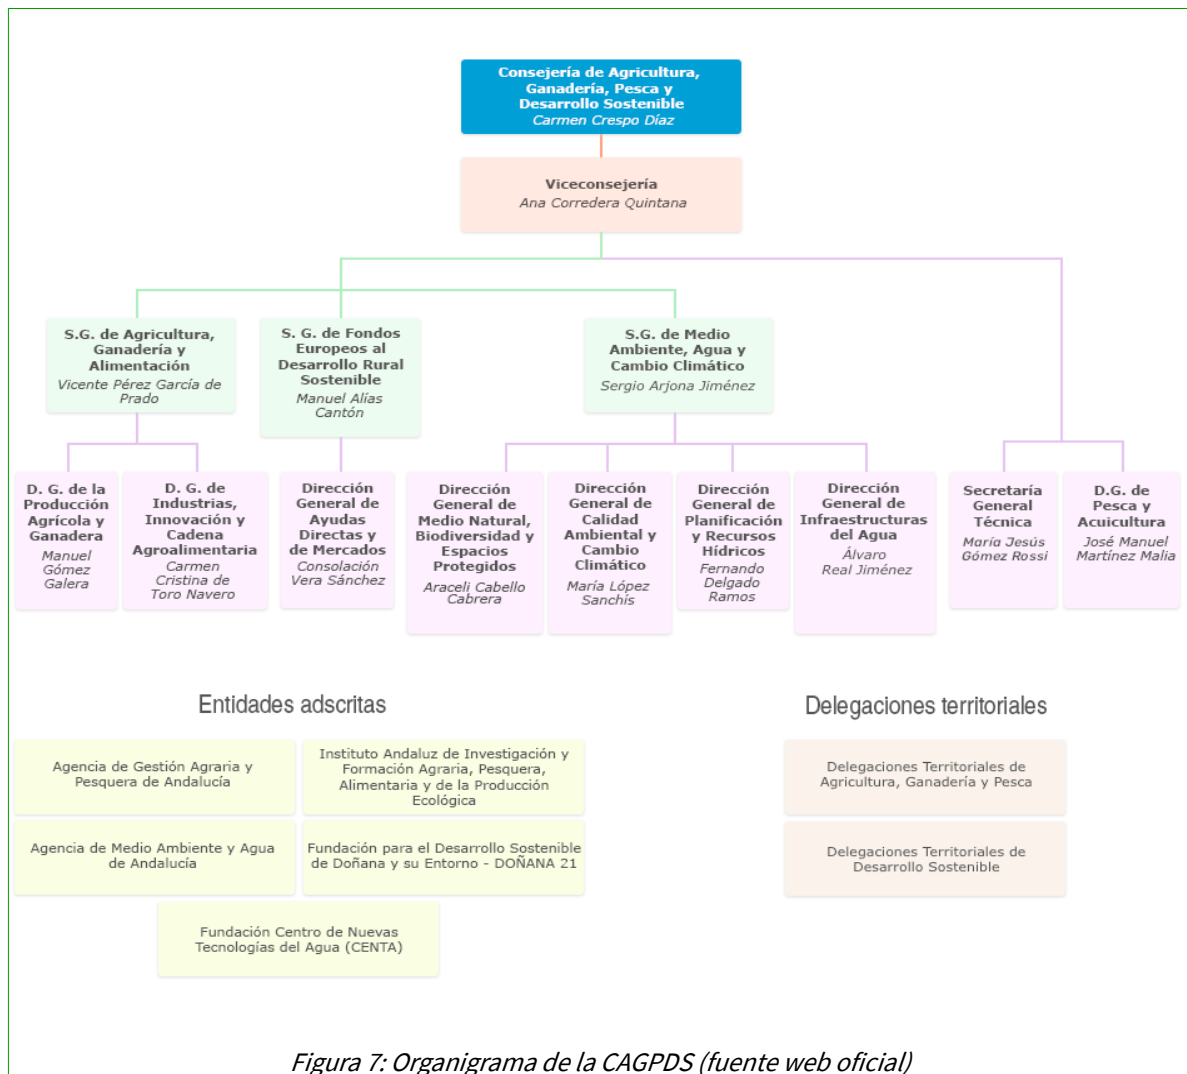 Consejería de Agricultura,
Ganadería, Pesca y
Desarrollo Sostenible
Carmen Crespo Díaz
Viceconsejería
Ana Corredera Quintana
S.G. de Agricultura,
Ganadería y
Alimentación
Vicente Pérez García de
Prado
S. G. de Fondos
Europeos al
Desarrollo Rural
Sostenible
Manuel Alías
Cantón
S.G. de Medio
Ambiente, Agua y
Cambio Climático
Sergio Arjona Jiménez
D. G. de la
Producción
Agrícola y
Ganadera
Manuel
Gómez
Galera
D. G. de
Industrias,
Innovación y
Cadena
Agroalimentaria
Carmen
Cristina de
Toro Navero
Dirección
General de
Ayudas
Directas y
de Mercados
Consolación
Vera Sánchez
Dirección
General de
Medio Natural,
Biodiversidad y
Espacios
Protegidos
Araceli Cabello
Cabrera
Dirección
General de
Calidad
Ambiental y
Cambio
Climático
María López
Sanchís
Dirección
General de
Planificación
y Recursos
Hídricos
Fernando
Delgado
Ramos
Dirección
General de
Infraestructuras
del Agua
Álvaro
Real Jiménez
Secretaría
General
Técnica
María Jesús
Gómez Rossi
D.G. de
Pesca y
Acuicultura
José Manuel
Martínez Malia
Entidades adscritas
Agencia de Gestión Agraria y
Pesquera de Andalucía
Instituto Andaluz de Investigación y
Formación Agraria, Pesquera,
Alimentaria y de la Producción
Ecológica
Agencia de Medio Ambiente y Agua
de Andalucía
Fundación para el Desarrollo Sostenible
de Doñana y su Entorno - DOÑANA 21
Fundación Centro de Nuevas
Tecnologías del Agua (CENTA)
Delegaciones territoriales
Delegaciones Territoriales de
Agricultura, Ganadería y Pesca
Delegaciones Territoriales de
Desarrollo Sostenible
Figura 7: Organigrama de la CAGPDS (fuente web oficial)